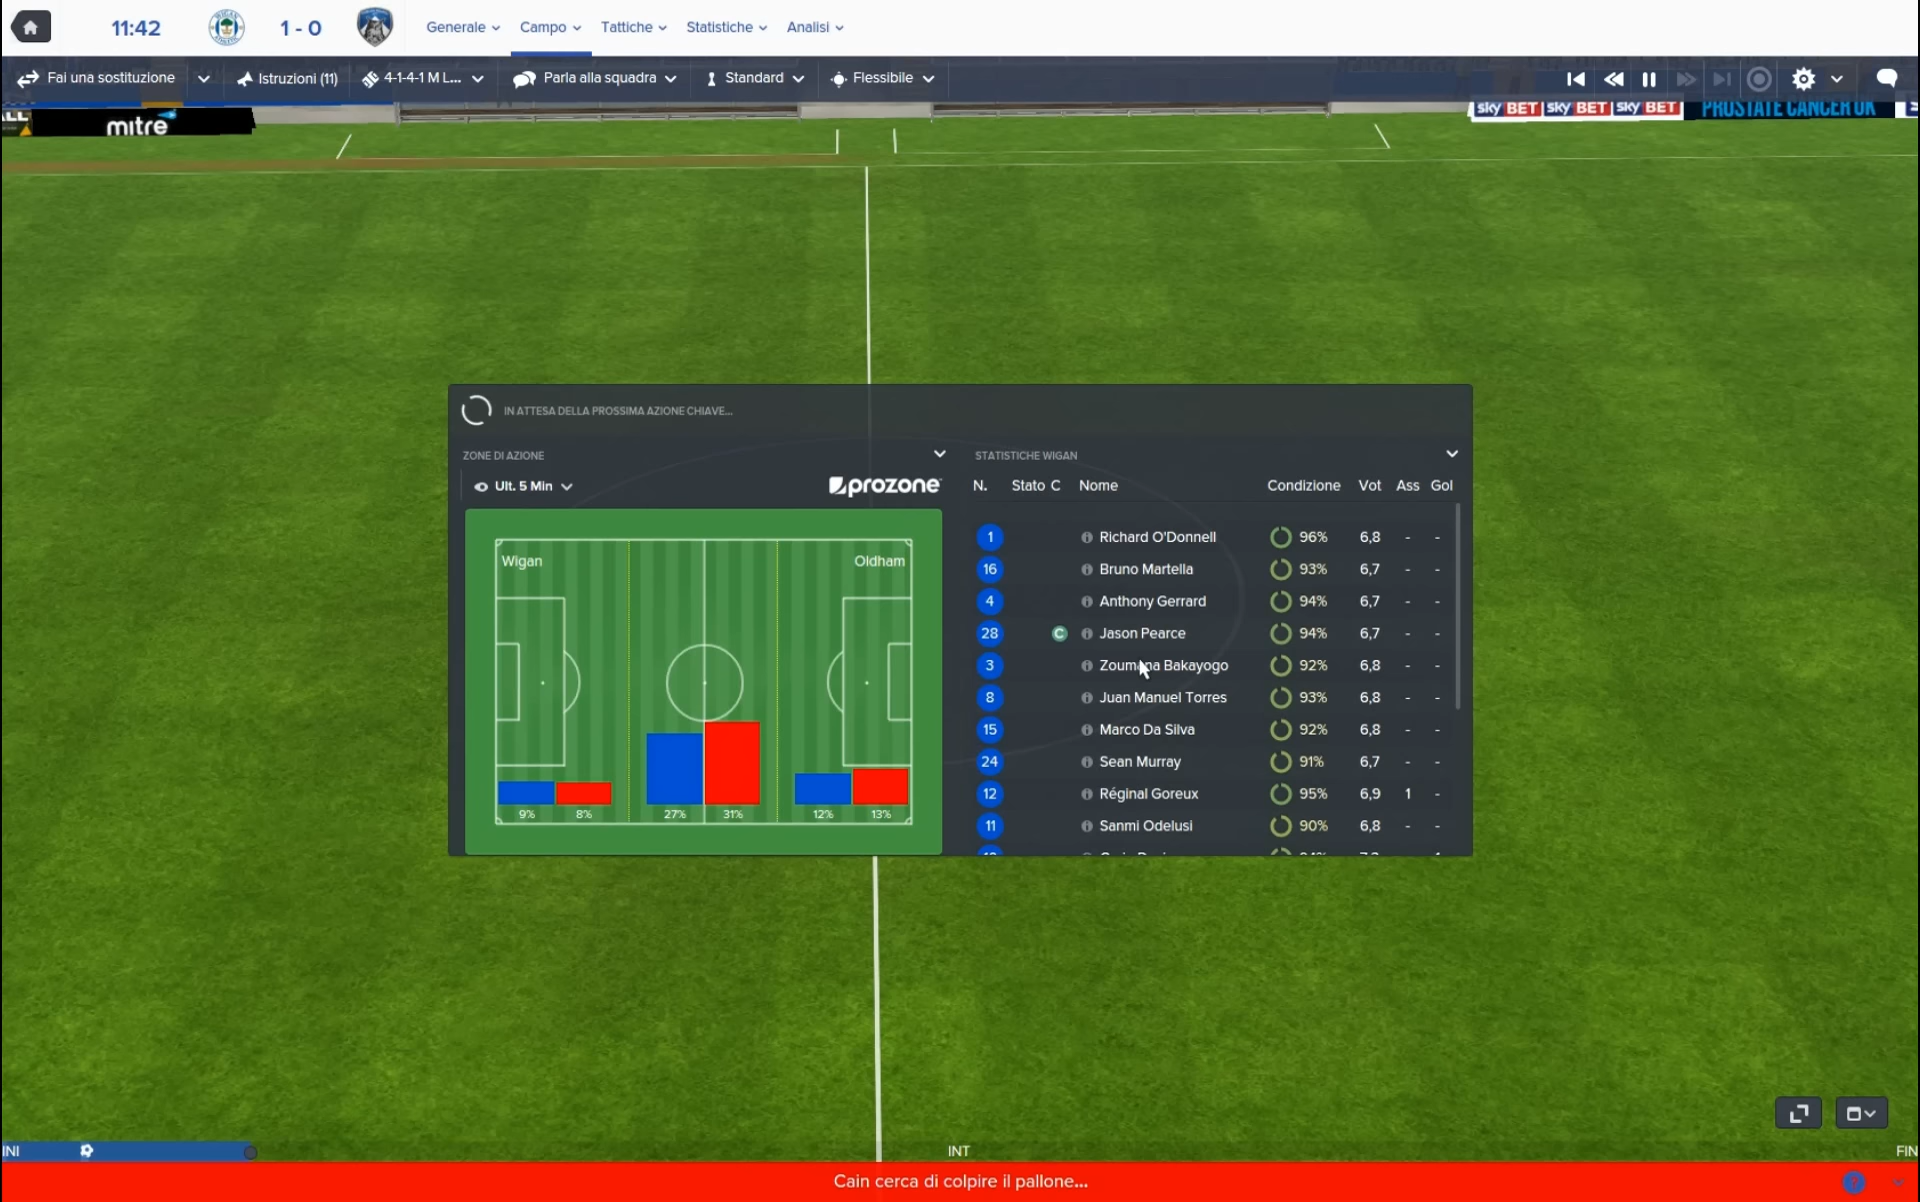 11:42 1 - 0 Generale Campo Tattiche Statistiche Analisi
Fai una sostituzione Istruzioni (11) 4-1-4-1 M L... Parla alla squadra Standard Flessibile
mitre sky BET sky BET sky BET PROSTATE CANCER UK
IN ATTESA DELLA PROSSIMA AZIONE CHIAVE...
ZONE DI AZIONE
Ult. 5 Min prozone
Wigan Oldham
9% 8% 27% 31% 12% 13%
STATISTICHE WIGAN
N. Stato C Nome Condizione Vot Ass Gol
1 Richard O'Donnell 96% 6,8 - -
16 Bruno Martella 93% 6,7 - -
4 Anthony Gerrard 94% 6,7 - -
28 C Jason Pearce 94% 6,7 - -
3 Zoumana Bakayogo 92% 6,8 - -
8 Juan Manuel Torres 93% 6,8 - -
15 Marco Da Silva 92% 6,8 - -
24 Sean Murray 91% 6,7 - -
12 Réginal Goreux 95% 6,9 1 -
11 Sanmi Odelusi 90% 6,8 - -
INI INT FIN
Cain cerca di colpire il pallone...